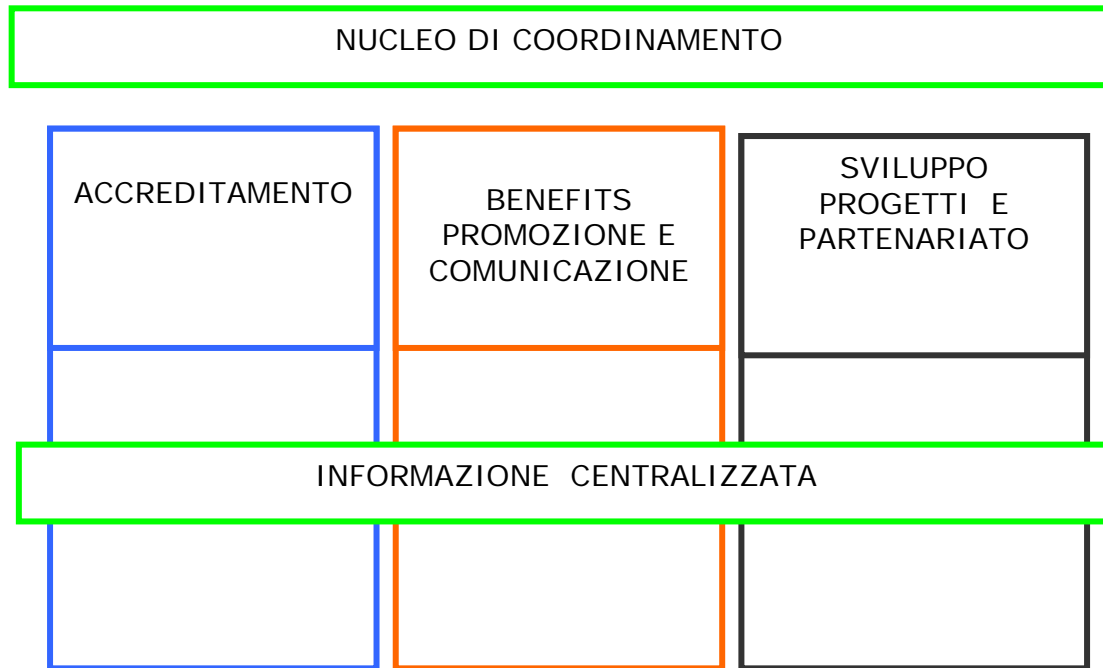 NUCLEO DI COORDINAMENTO
ACCREDITAMENTO
BENEFITS
PROMOZIONE E
COMUNICAZIONE
SVILUPPO
PROGETTI E
PARTENARIATO
INFORMAZIONE CENTRALIZZATA